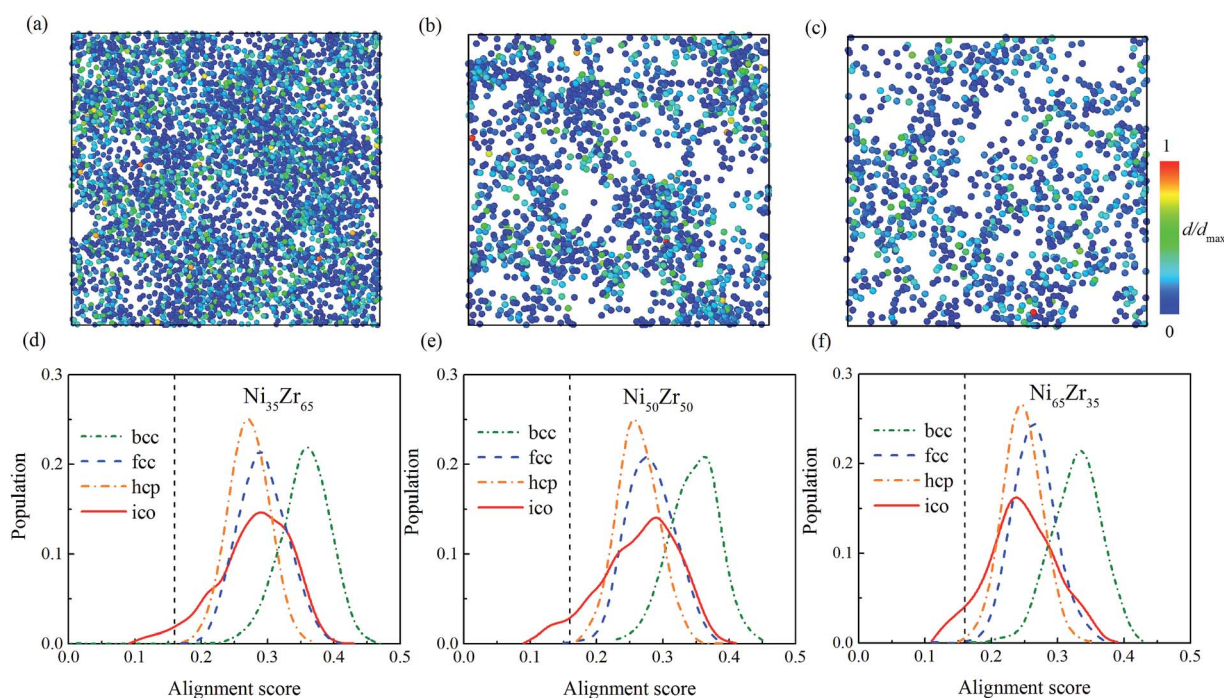 (a)
(b)
(c)
1
d/dmax
0
(d)
(e)
(f)
0.3
Ni35Zr65
bcc
fcc
hcp
ico
0.2
0.1
0.0
Population
0.0 0.1 0.2 0.3 0.4 0.5
Alignment score
0.3
Ni50Zr50
bcc
fcc
hcp
ico
0.2
0.1
0.0
Population
0.0 0.1 0.2 0.3 0.4 0.5
Alignment score
0.3
Ni65Zr35
bcc
fcc
hcp
ico
0.2
0.1
0.0
Population
0.0 0.1 0.2 0.3 0.4 0.5
Alignment score